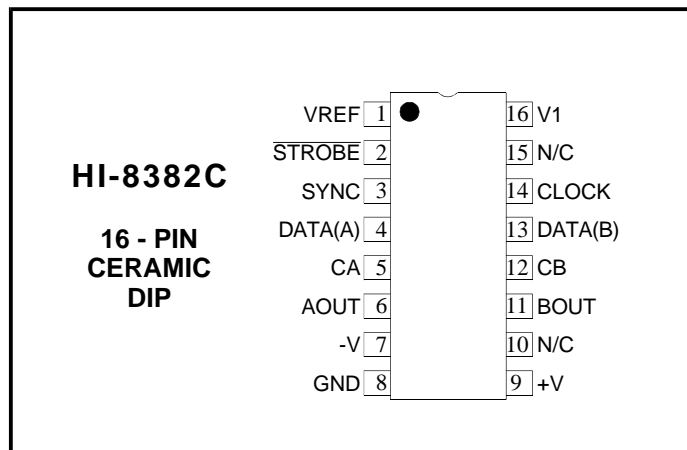 HI-8382C
16 - PIN
CERAMIC
DIP
VREF 1
STROBE 2
SYNC 3
DATA(A) 4
CA 5
AOUT 6
-V 7
GND 8
16 V1
15 N/C
14 CLOCK
13 DATA(B)
12 CB
11 BOUT
10 N/C
9 +V